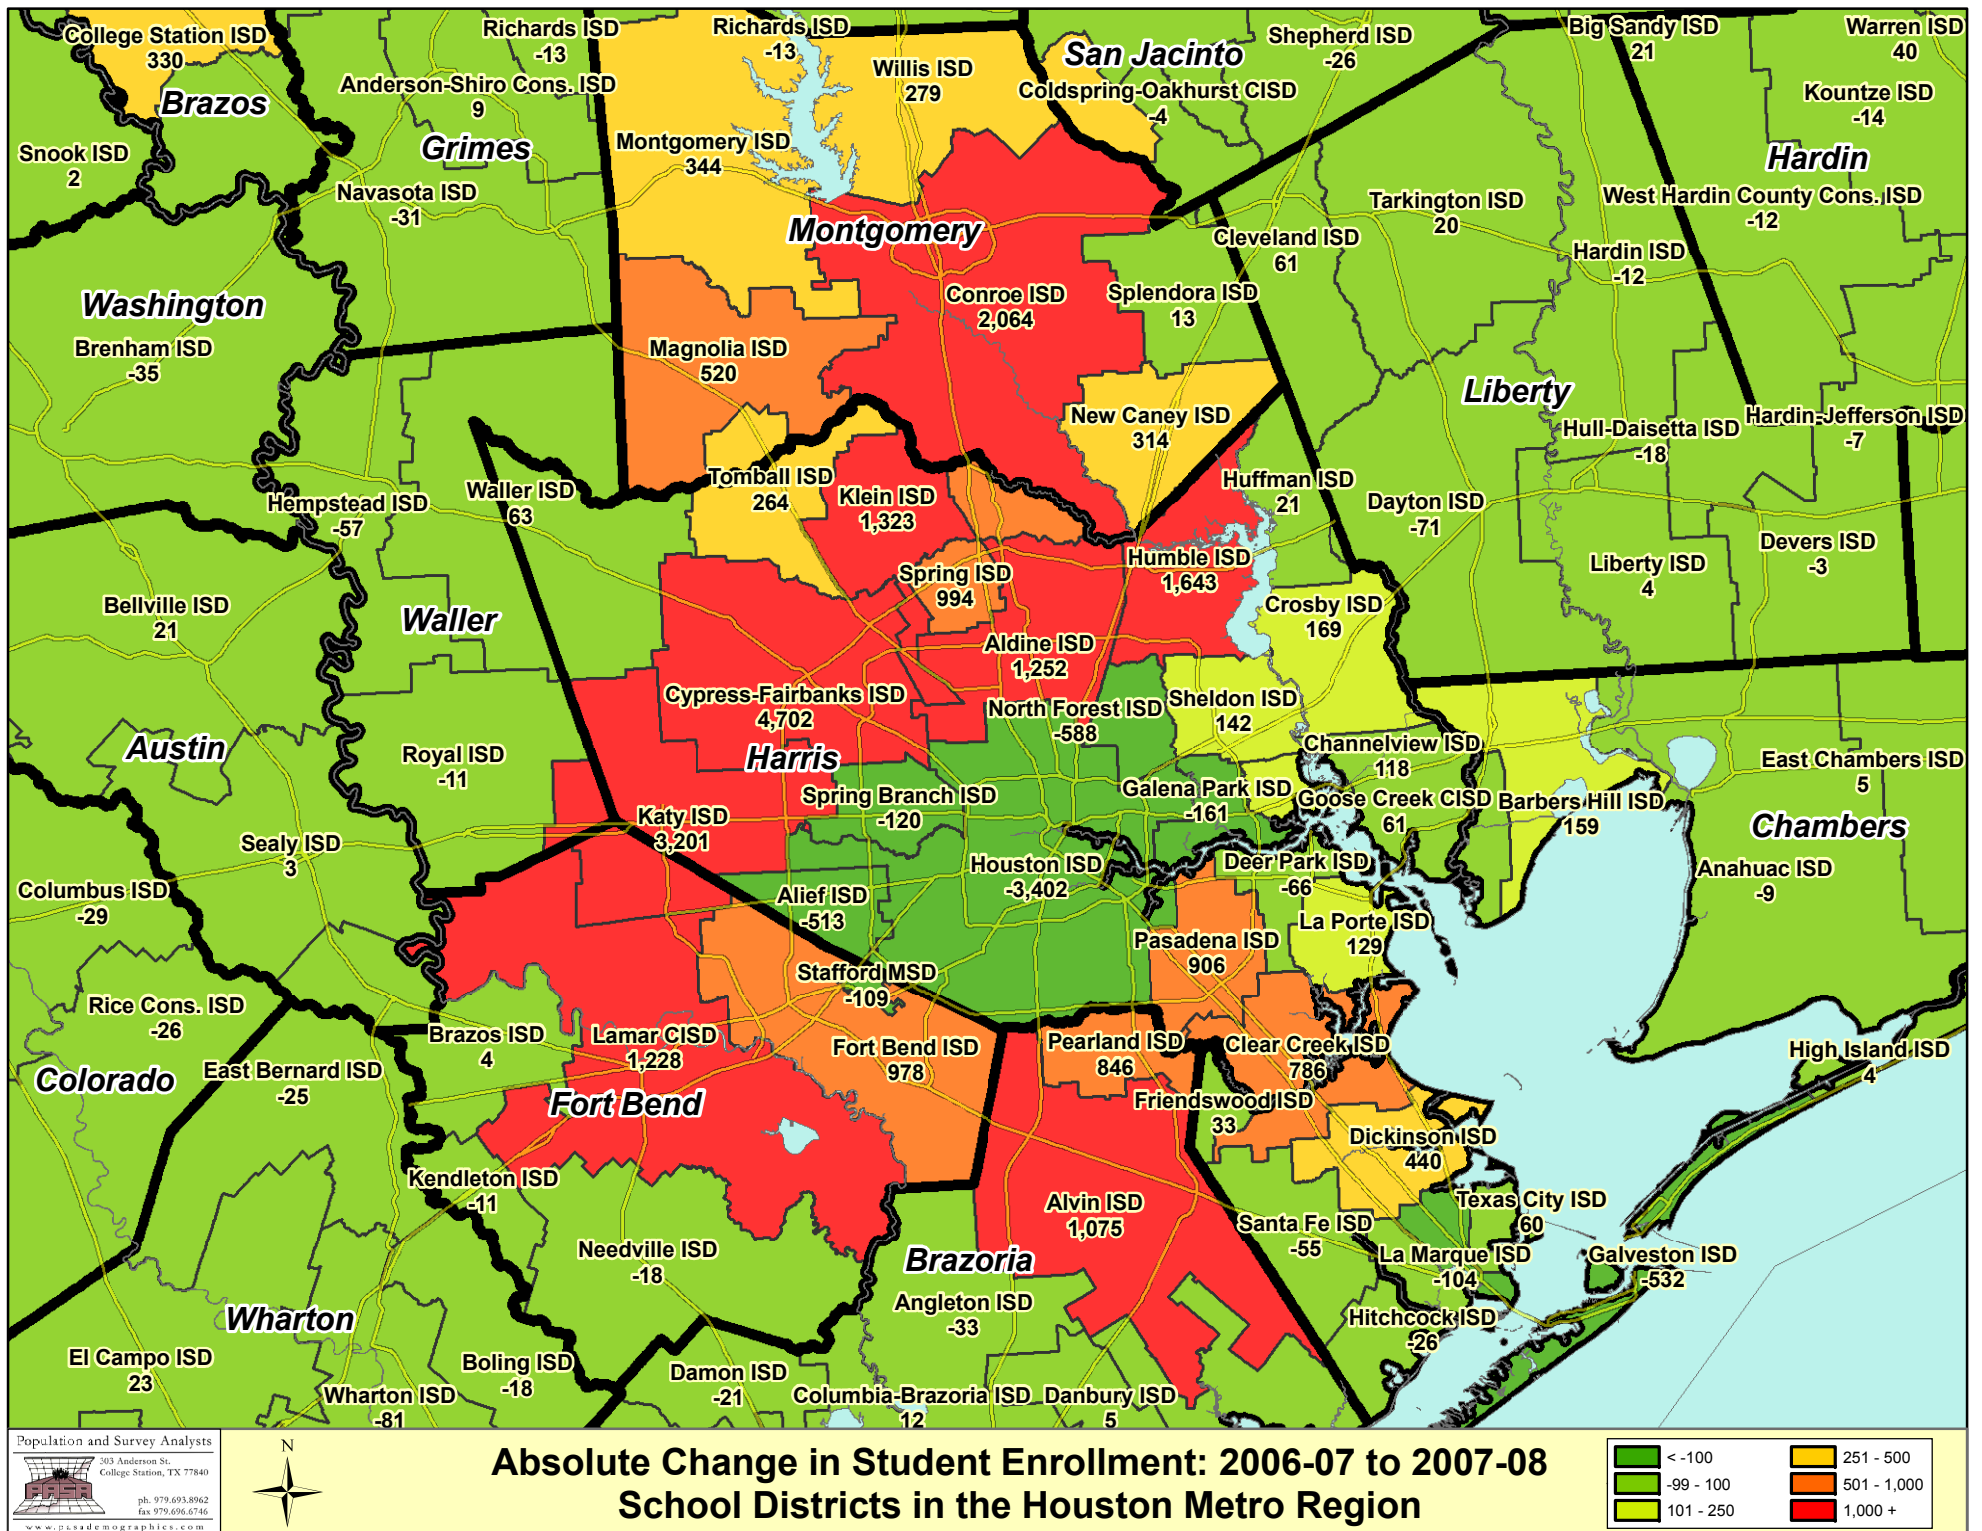 College Station ISD
330
Richards ISD
-13
Richards ISD
-13
Willis ISD
279
San Jacinto
Shepherd ISD
-26
Big Sandy ISD
21
Warren ISD
40
Brazos
Anderson-Shiro Cons. ISD
9
Coldspring-Oakhurst CISD
-4
Kountze ISD
-14
Snook ISD
2
Grimes
Montgomery ISD
344
Hardin
Navasota ISD
-31
Montgomery
Tarkington ISD
20
West Hardin County Cons. ISD
-12
Cleveland ISD
61
Hardin ISD
-12
Washington
Conroe ISD
2,064
Splendora ISD
13
Brenham ISD
-35
Magnolia ISD
520
Liberty
New Caney ISD
314
Hull-Daisetta ISD
-18
Hardin-Jefferson ISD
-7
Hempstead ISD
-57
Waller ISD
63
Tomball ISD
264
Klein ISD
1,323
Huffman ISD
21
Dayton ISD
-71
Humble ISD
1,643
Devers ISD
-3
Spring ISD
994
Liberty ISD
4
Bellville ISD
21
Waller
Crosby ISD
169
Aldine ISD
1,252
Cypress-Fairbanks ISD
4,702
North Forest ISD
-588
Sheldon ISD
142
Austin
Royal ISD
-11
Harris
Channelview ISD
118
East Chambers ISD
5
Spring Branch ISD
-120
Galena Park ISD
-161
Goose Creek CISD
61
Barbers Hill ISD
159
Chambers
Katy ISD
3,201
Sealy ISD
3
Houston ISD
-3,402
Deer Park ISD
-66
Anahuac ISD
-9
Columbus ISD
-29
Alief ISD
-513
La Porte ISD
129
Pasadena ISD
906
Stafford MSD
-109
Rice Cons. ISD
-26
Brazos ISD
4
Lamar CISD
1,228
Fort Bend ISD
978
Pearland ISD
846
Clear Creek ISD
786
High Island ISD
4
Colorado
East Bernard ISD
-25
Fort Bend
Friendswood ISD
33
Dickinson ISD
440
Kendleton ISD
-11
Alvin ISD
1,075
Texas City ISD
60
Santa Fe ISD
-55
Needville ISD
-18
Brazoria
La Marque ISD
-104
Galveston ISD
-532
Angleton ISD
-33
Wharton
Hitchcock ISD
-26
El Campo ISD
23
Boling ISD
-18
Damon ISD
-21
Wharton ISD
-81
Columbia-Brazoria ISD
12
Danbury ISD
5
Population and Survey Analysts
303 Anderson St.
College Station, TX 77840
PASA
ph. 979.693.8962
fax 979.696.6746
www.pasademographics.com
N
Absolute Change in Student Enrollment: 2006-07 to 2007-08
School Districts in the Houston Metro Region
< -100
-99 - 100
101 - 250
251 - 500
501 - 1,000
1,000 +